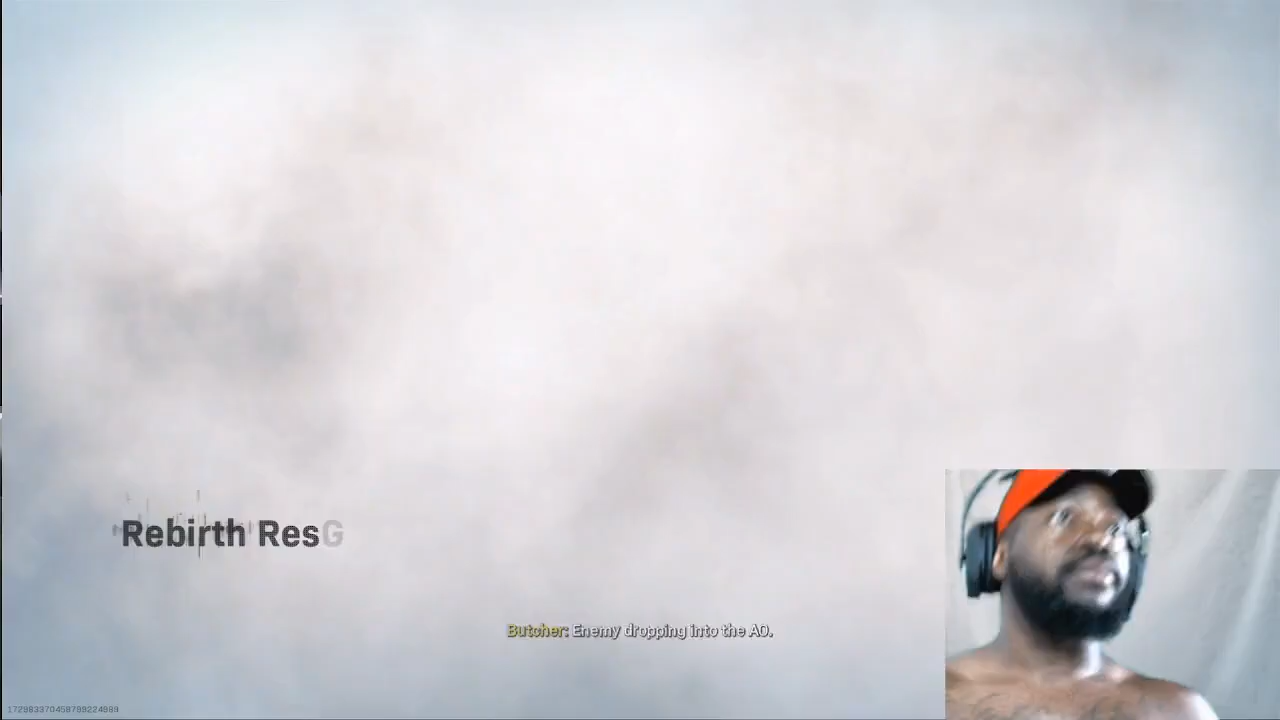 Rebirth ResG
Butcher: Enemy dropping into the AO.